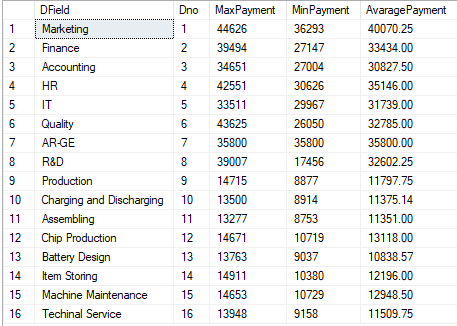 DField Dno MaxPayment MinPayment AvaragePayment
1 Marketing 1 44626 36293 40070.25
2 Finance 2 39494 27147 33434.00
3 Accounting 3 34651 27004 30827.50
4 HR 4 42551 30626 35146.00
5 IT 5 33511 29967 31739.00
6 Quality 6 43625 26050 32785.00
7 AR-GE 7 35800 35800 35800.00
8 R&D 8 39007 17456 32602.25
9 Production 9 14715 8877 11797.75
10 Charging and Discharging 10 13500 8914 11375.14
11 Assembling 11 13277 8753 11351.00
12 Chip Production 12 14671 10719 13118.00
13 Battery Design 13 13763 9037 10838.57
14 Item Storing 14 14911 10380 12196.00
15 Machine Maintenance 15 14653 10729 12948.50
16 Techinal Service 16 13948 9158 11509.75